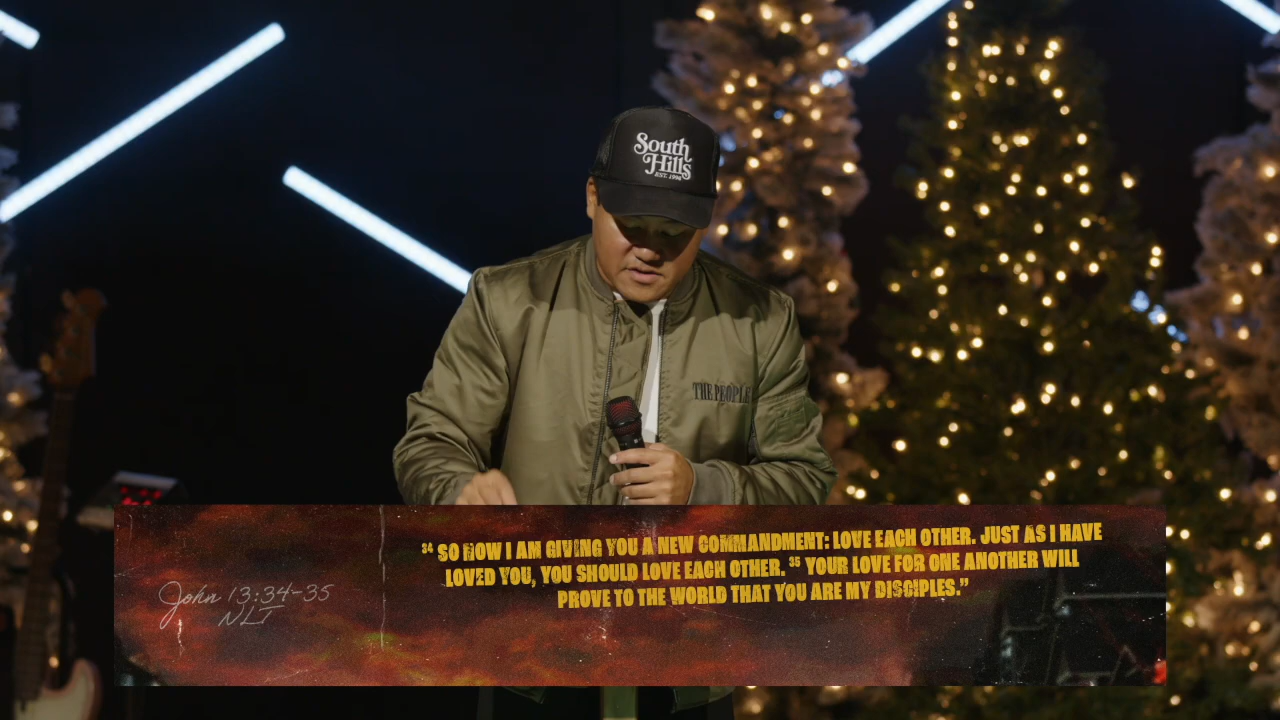 South
Hills
EST. 1994
THE PEOPLE
John 13:34-35
NLT
³⁴ SO NOW I AM GIVING YOU A NEW COMMANDMENT: LOVE EACH OTHER. JUST AS I HAVE
LOVED YOU, YOU SHOULD LOVE EACH OTHER. ³⁵ YOUR LOVE FOR ONE ANOTHER WILL
PROVE TO THE WORLD THAT YOU ARE MY DISCIPLES.”